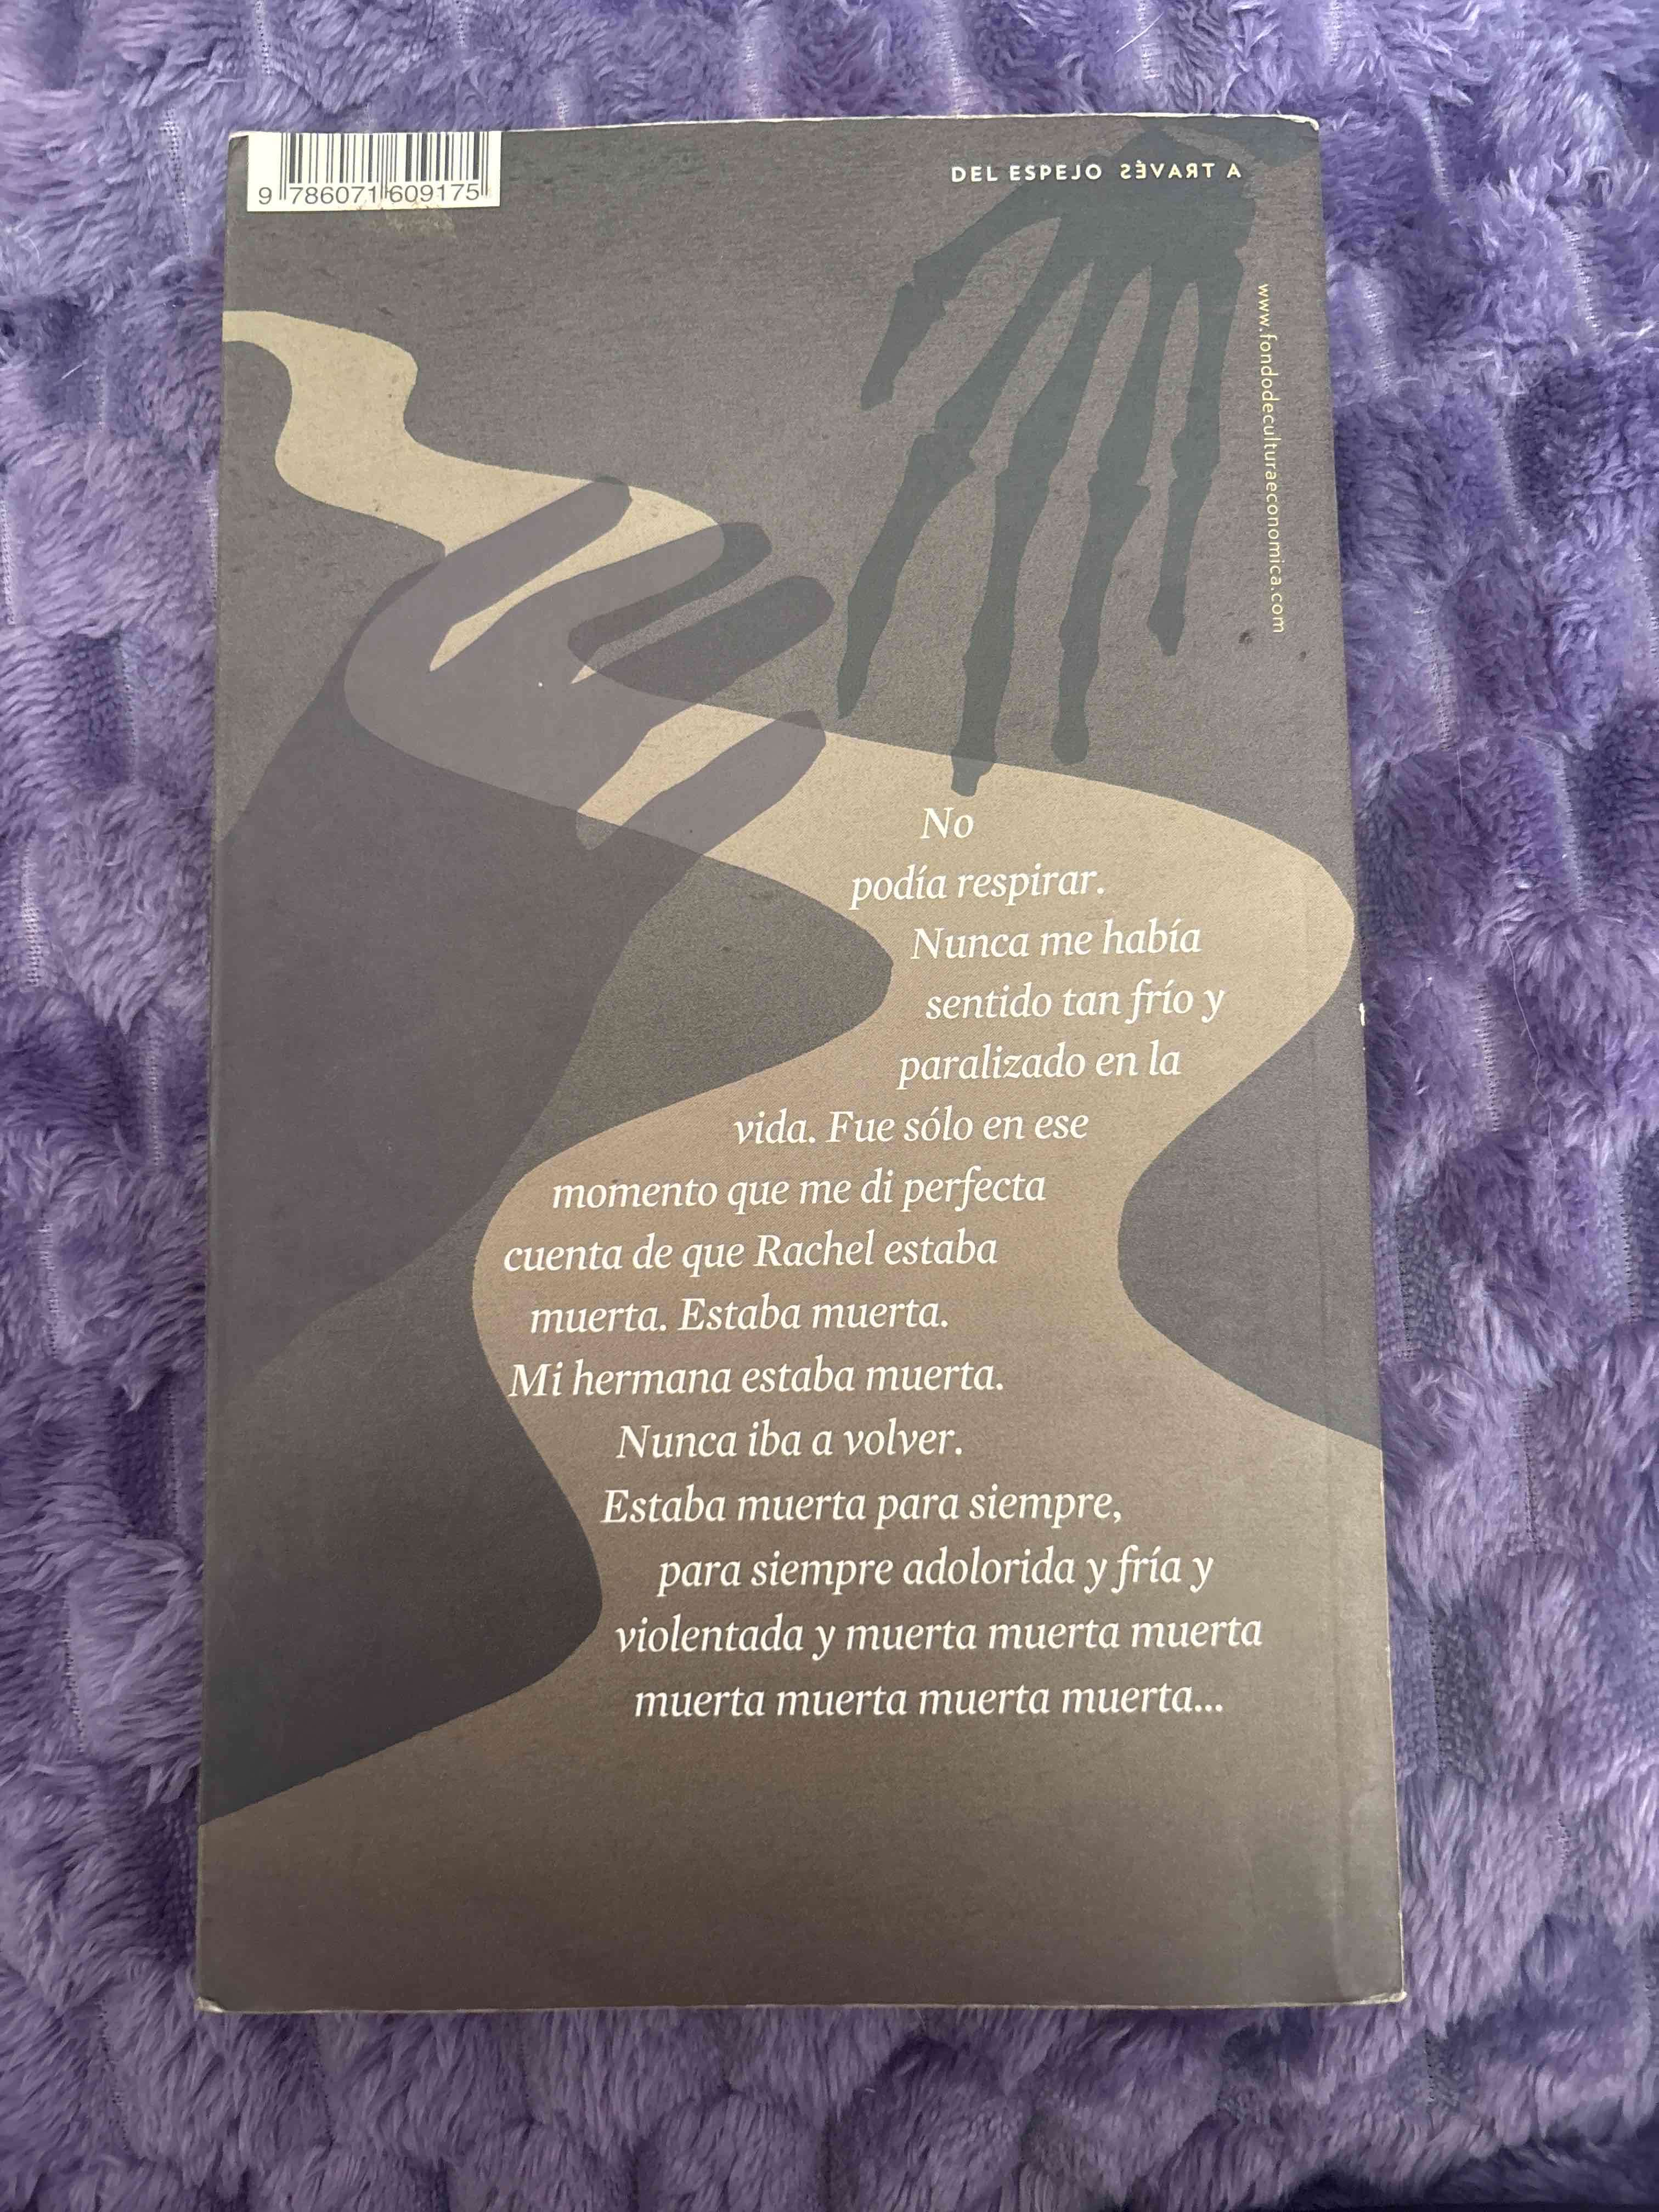 9 786071 609175
DEL ESPEJO A TRAVÉS
www.fondodeculturaeconomica.com
No
podía respirar.
Nunca me había
sentido tan frío y
paralizado en la
vida. Fue sólo en ese
momento que me di perfecta
cuenta de que Rachel estaba
muerta. Estaba muerta.
Mi hermana estaba muerta.
Nunca iba a volver.
Estaba muerta para siempre,
para siempre adolorida y fría y
violentada y muerta muerta muerta
muerta muerta muerta muerta...